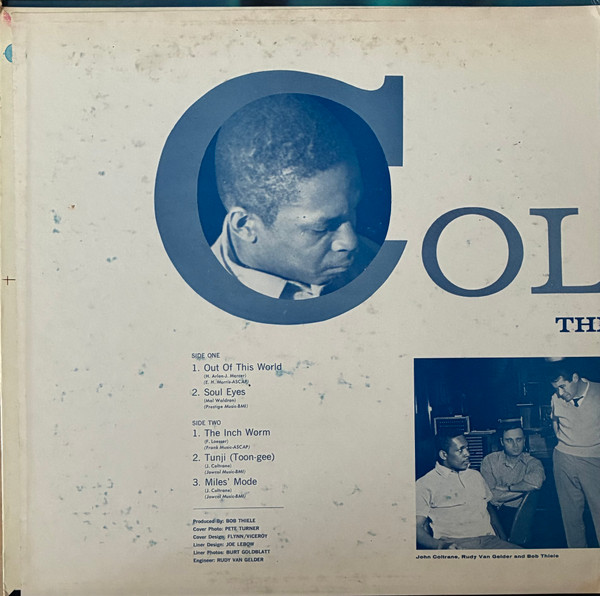 COL
THE
SIDE ONE
1. Out Of This World
(H. Arlen-J. Mercer)
(E. H. Morris-ASCAP)
2. Soul Eyes
(Mal Waldron)
(Prestige Music-BMI)
SIDE TWO
1. The Inch Worm
(F. Loesser)
(Frank Music-ASCAP)
2. Tunji (Toon-gee)
(J. Coltrane)
(Jowcol Music-BMI)
3. Miles' Mode
(J. Coltrane)
(Jowcol Music-BMI)
Produced By: BOB THIELE
Cover Photo: PETE TURNER
Cover Design: FLYNN/VICEROY
Liner Design: JOE LEBOW
Liner Photos: BURT GOLDBLATT
Engineer: RUDY VAN GELDER
John Coltrane, Rudy Van Gelder and Bob Thiele